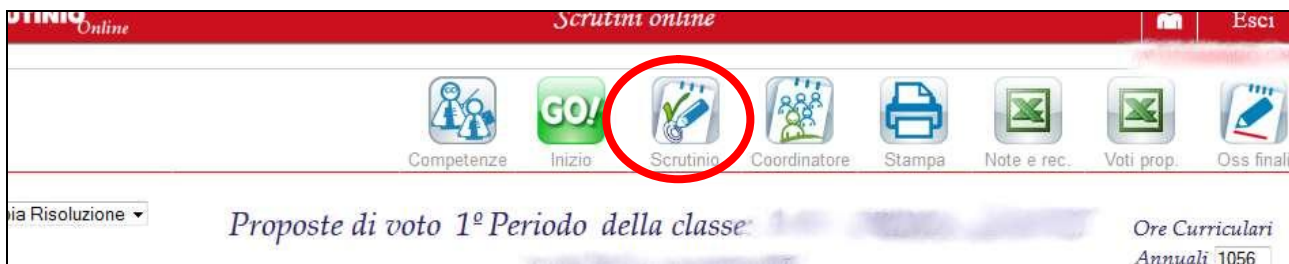 Online
Scrutini online
Esci
GO!
Competenze
Inizio
Scrutinio
Coordinatore
Stampa
Note e rec.
Voti prop.
Oss finali
Risoluzione
Proposte di voto 1º Periodo della classe:
Ore Curriculari
Annuali 1056